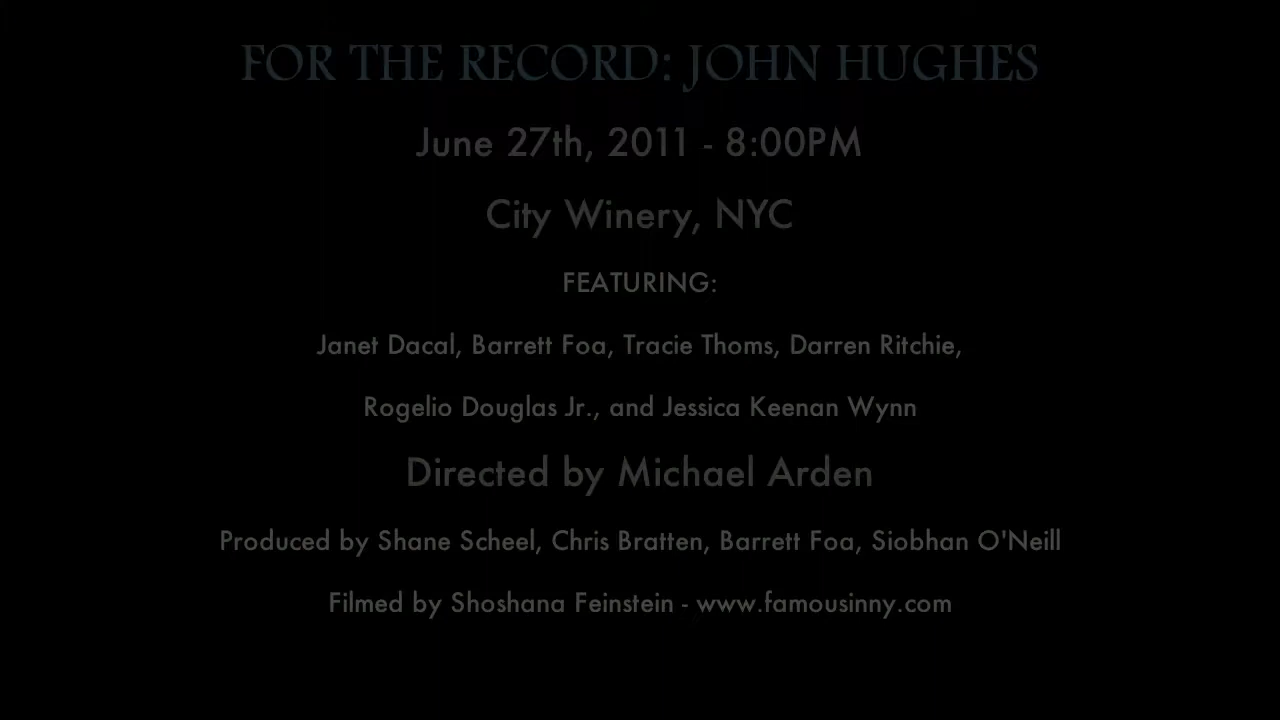 FOR THE RECORD: JOHN HUGHES
June 27th, 2011 - 8:00PM
City Winery, NYC
FEATURING:
Janet Dacal, Barrett Foa, Tracie Thoms, Darren Ritchie,
Rogelio Douglas Jr., and Jessica Keenan Wynn
Directed by Michael Arden
Produced by Shane Scheel, Chris Bratten, Barrett Foa, Siobhan O'Neill
Filmed by Shoshana Feinstein - www.famousinny.com